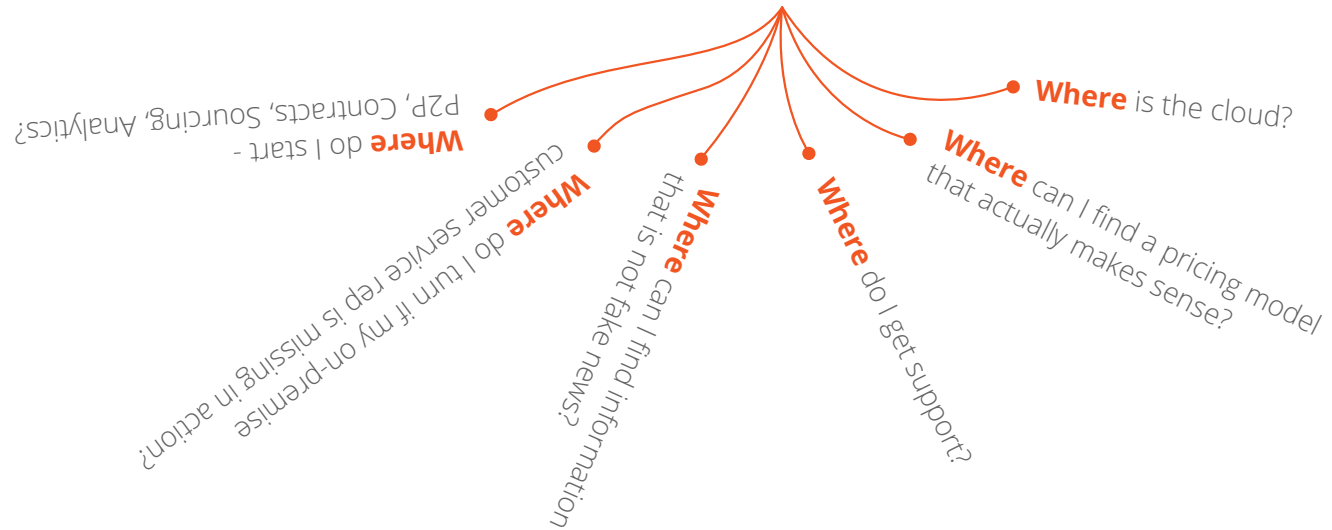 Where is the cloud?
Where can I find a pricing model
that actually makes sense?
Where do I get support?
Where can I find information
that is not fake news?
Where do I turn if my on-premise
customer service rep is missing in action?
Where do I start -
P2P, Contracts, Sourcing, Analytics?